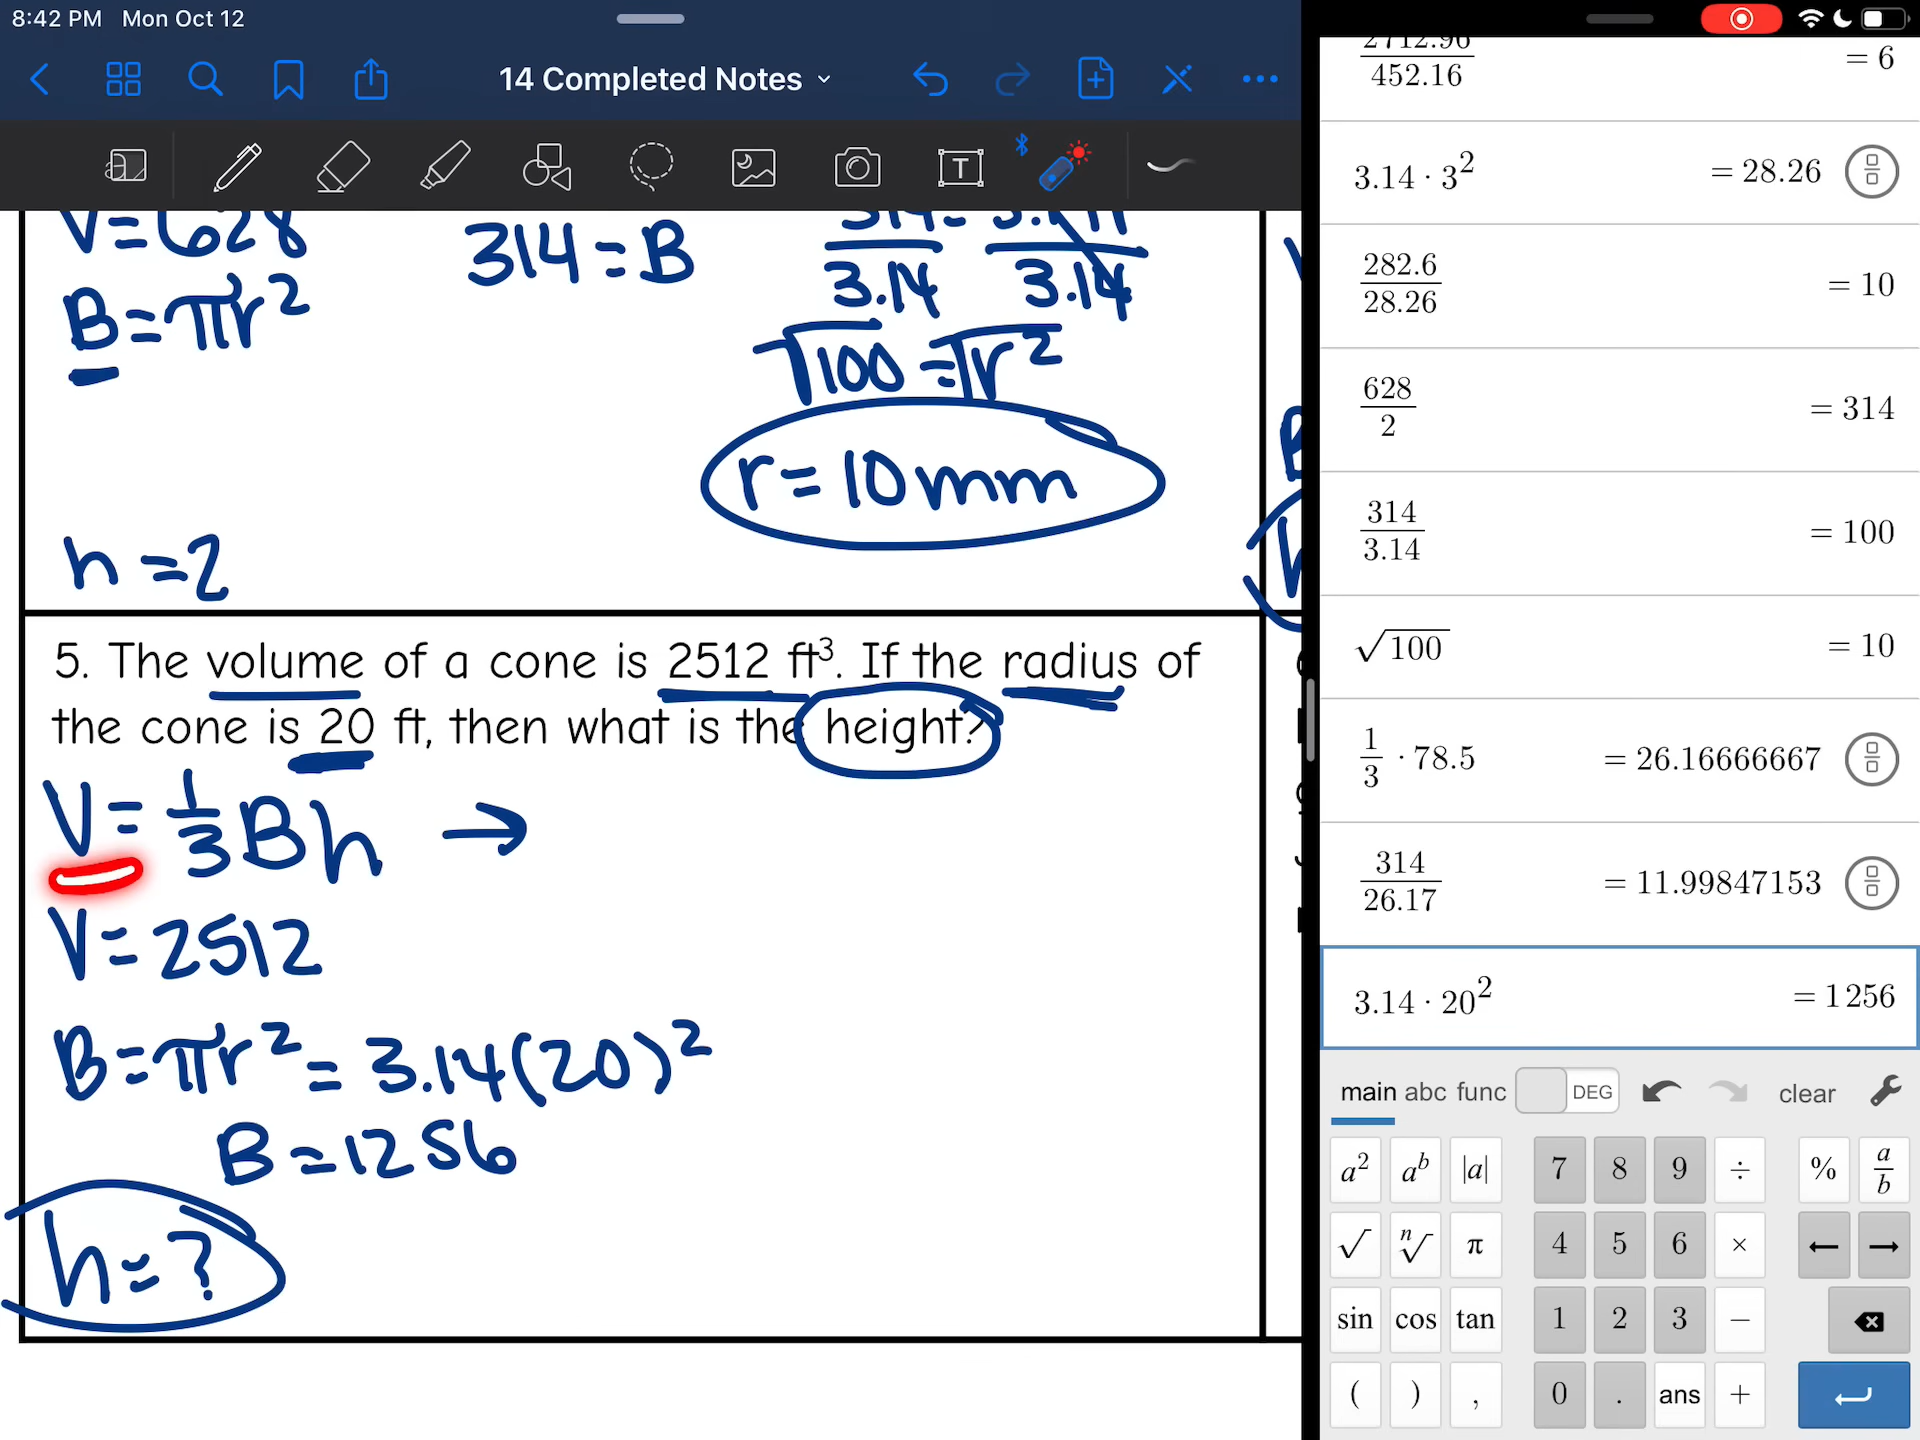 8:42 PM Mon Oct 12
14 Completed Notes
V=628
B=πr²
314=B
3.14 3.14
√100 =√r²
r=10mm
h=2
5. The volume of a cone is 2512 ft³. If the radius of
the cone is 20 ft, then what is the height?
V=1/3Bh →
V=2512
B=πr²=3.14(20)²
B=1256
h=?
2712.96/452.16 =6
3.14·3² =28.26
282.6/28.26 =10
628/2 =314
314/3.14 =100
√100 =10
1/3·78.5 =26.16666667
314/26.17 =11.99847153
3.14·20² =1256
main abc func DEG clear
a² aᵇ |a| 7 8 9 ÷ % a/b
√ ⁿ√ π 4 5 6 × ← →
sin cos tan 1 2 3 −
( ) , 0 . ans +